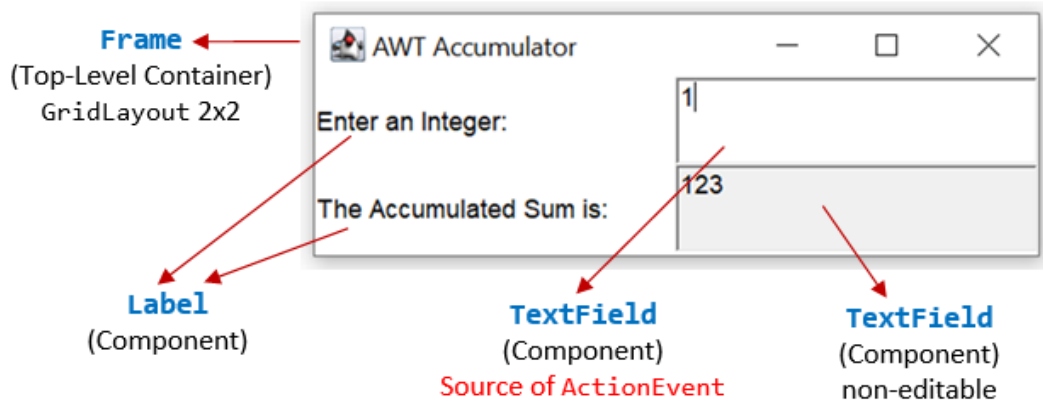 Frame
(Top-Level Container)
GridLayout 2x2
AWT Accumulator
Enter an Integer:
1
The Accumulated Sum is:
123
Label
(Component)
TextField
(Component)
Source of ActionEvent
TextField
(Component)
non-editable